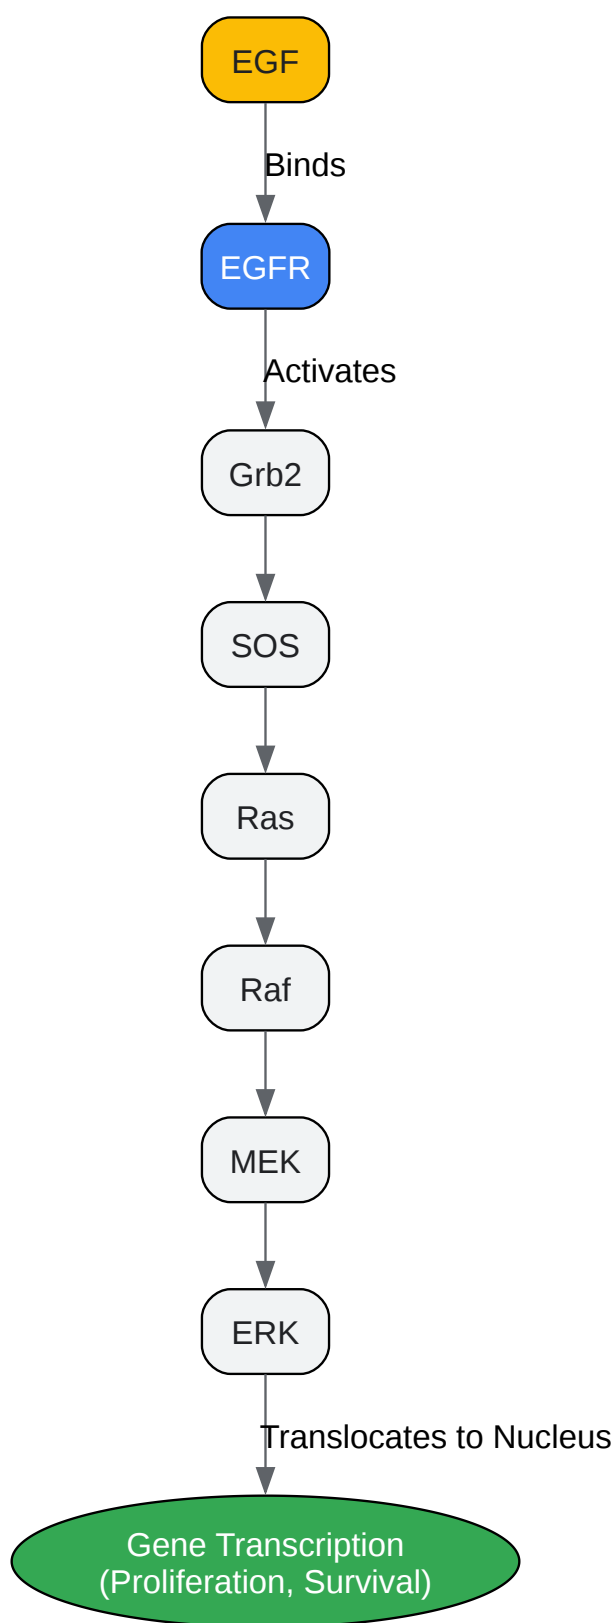 EGF
Binds
EGFR
Activates
Grb2
SOS
Ras
Raf
MEK
ERK
Translocates to Nucleus
Gene Transcription
(Proliferation, Survival)